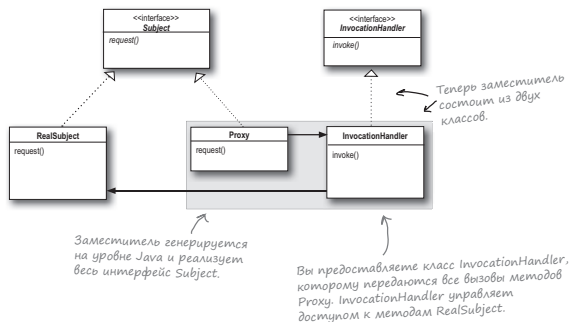 <<interface>>
Subject
request()
<<interface>>
InvocationHandler
invoke()
Теперь заместитель
состоит из двух
классов.
RealSubject
request()
Proxy
request()
InvocationHandler
invoke()
Заместитель генерируется
на уровне Java и реализует
весь интерфейс Subject.
Вы предоставляете класс InvocationHandler,
которому передаются все вызовы методов
Proxy. InvocationHandler управляет
доступом к методам RealSubject.